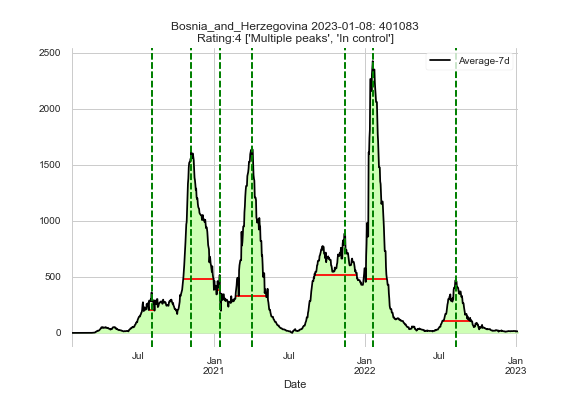 Bosnia_and_Herzegovina 2023-01-08: 401083
Rating:4 ['Multiple peaks', 'In control']
Average-7d
2500
2000
1500
1000
500
0
Jul
Jan
2021
Jul
Jan
2022
Jul
Jan
2023
Date